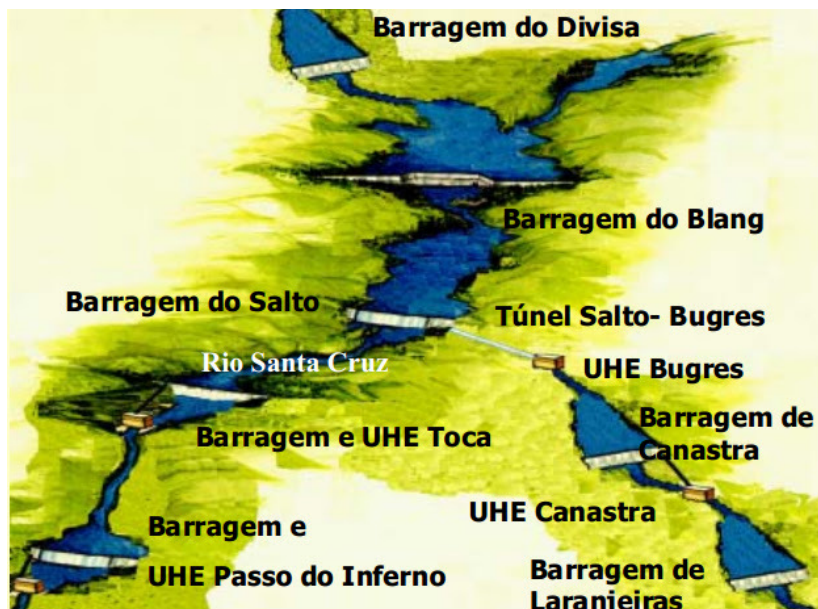 Barragem do Divisa
Barragem do Blang
Barragem do Salto
Túnel Salto- Bugres
Rio Santa Cruz
UHE Bugres
Barragem e UHE Toca
Barragem de
Canastra
UHE Canastra
Barragem e
UHE Passo do Inferno
Barragem de
Laranjeiras